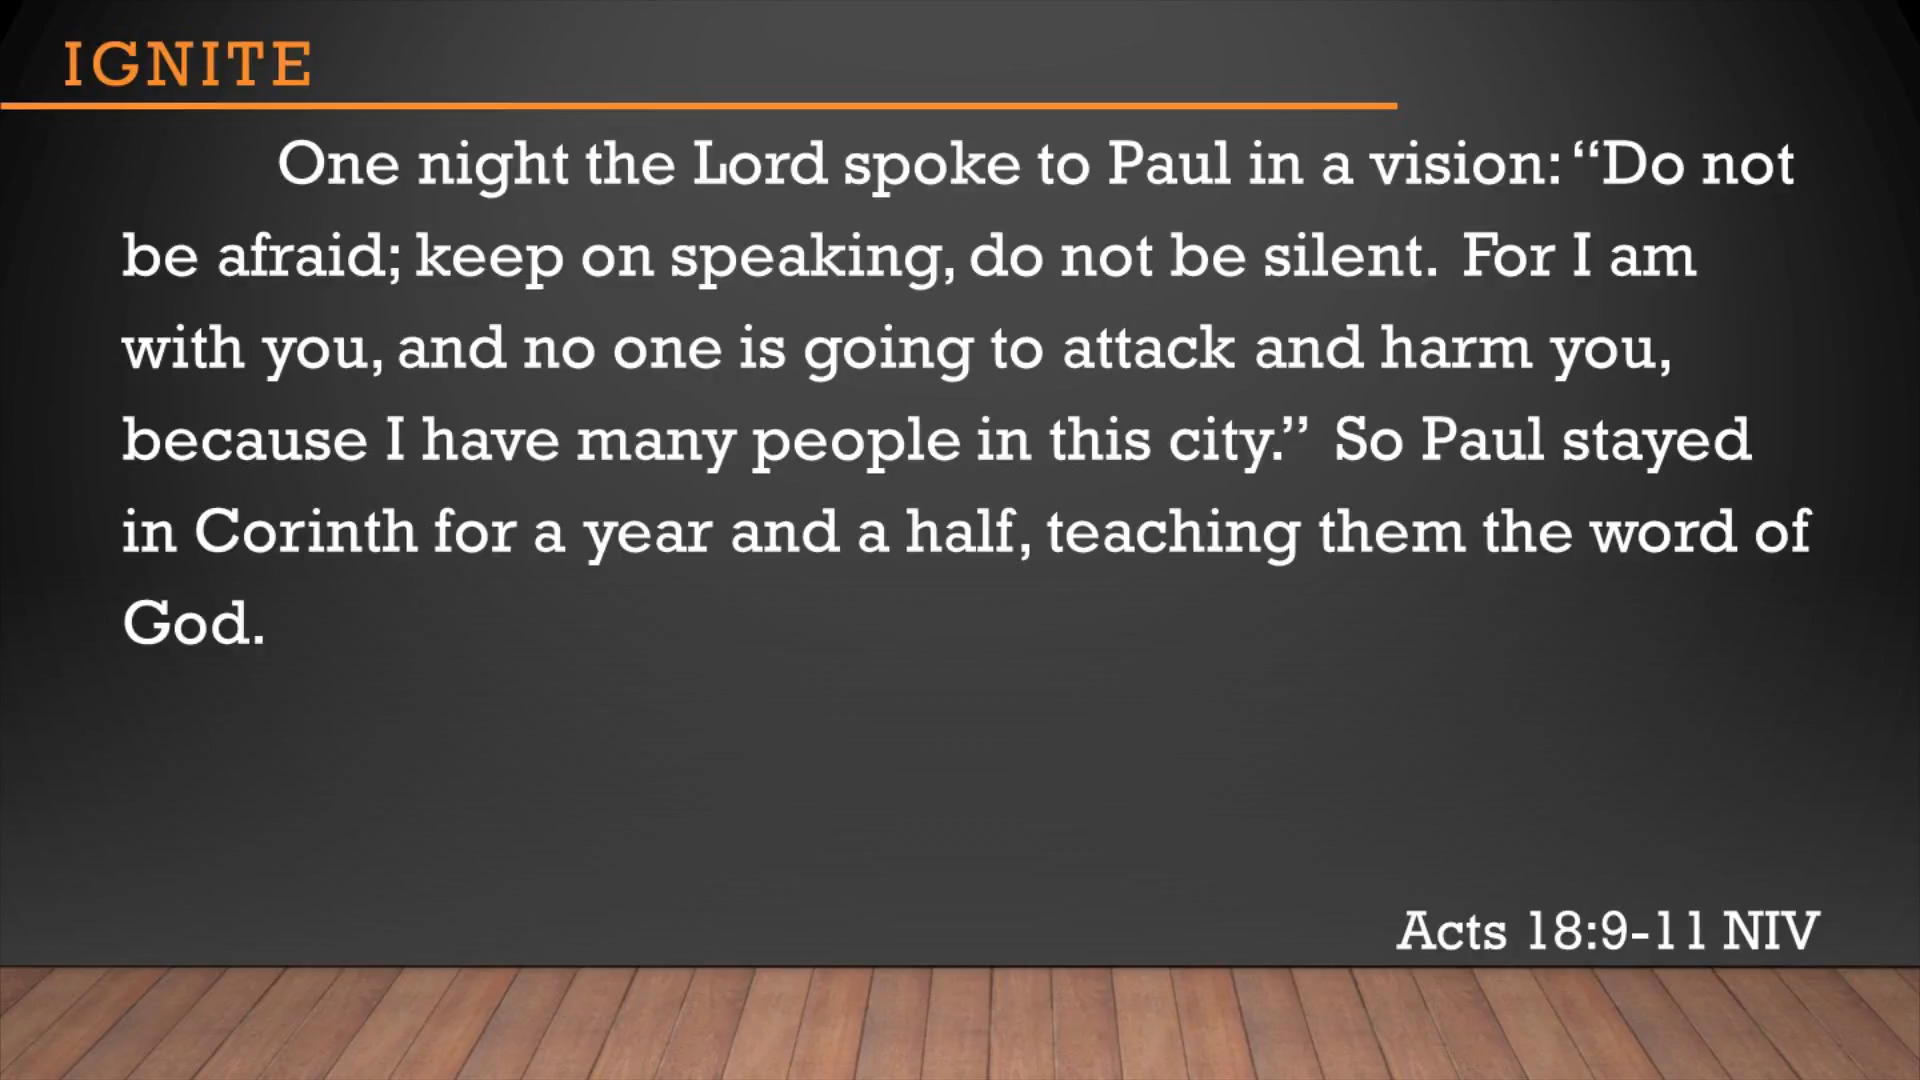 IGNITE
One night the Lord spoke to Paul in a vision: “Do not
be afraid; keep on speaking, do not be silent. For I am
with you, and no one is going to attack and harm you,
because I have many people in this city.” So Paul stayed
in Corinth for a year and a half, teaching them the word of
God.
Acts 18:9-11 NIV